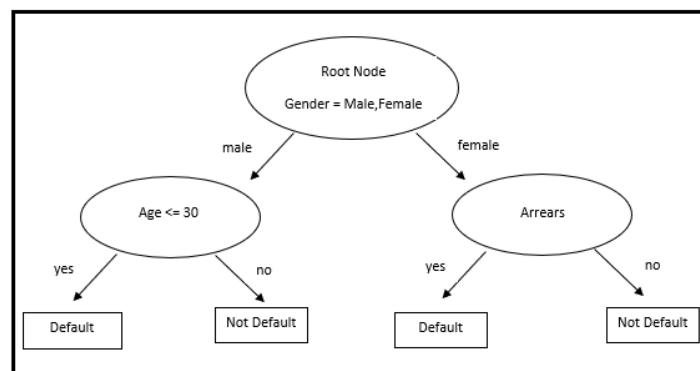 Root Node
Gender = Male,Female
male
female
Age <= 30
Arrears
yes
no
yes
no
Default
Not Default
Default
Not Default